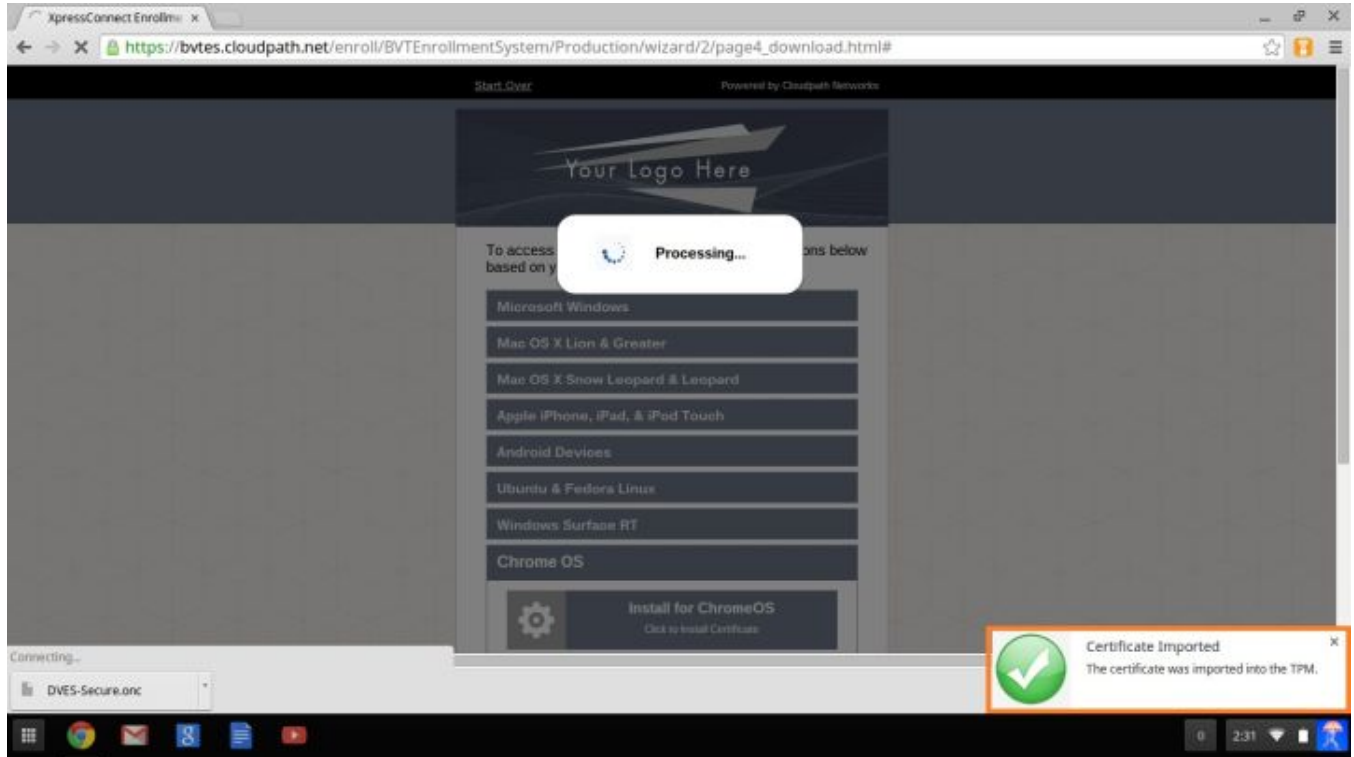 XpressConnect Enrollme
https://bvtes.cloudpath.net/enroll/BVTEnrollmentSystem/Production/wizard/2/page4_download.html#
Start Over
Powered by Cloudpath Networks
Your Logo Here
To access
ons below
based on y
Processing...
Microsoft Windows
Mac OS X Lion & Greater
Mac OS X Snow Leopard & Leopard
Apple iPhone, iPad, & iPod Touch
Android Devices
Ubuntu & Fedora Linux
Windows Surface RT
Chrome OS
Install for ChromeOS
Click to Install Certificate
Certificate Imported
The certificate was imported into the TPM.
Connecting...
DVES-Secure.onc
8
0
2:31